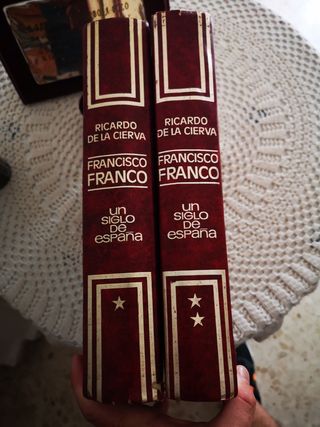 RICARDO
DE LA CIERVA
FRANCISCO
FRANCO
un
SIGLO
DE
ESPAÑA
RICARDO
DE LA CIERVA
FRANCISCO
FRANCO
un
SIGLO
DE
ESPAÑA